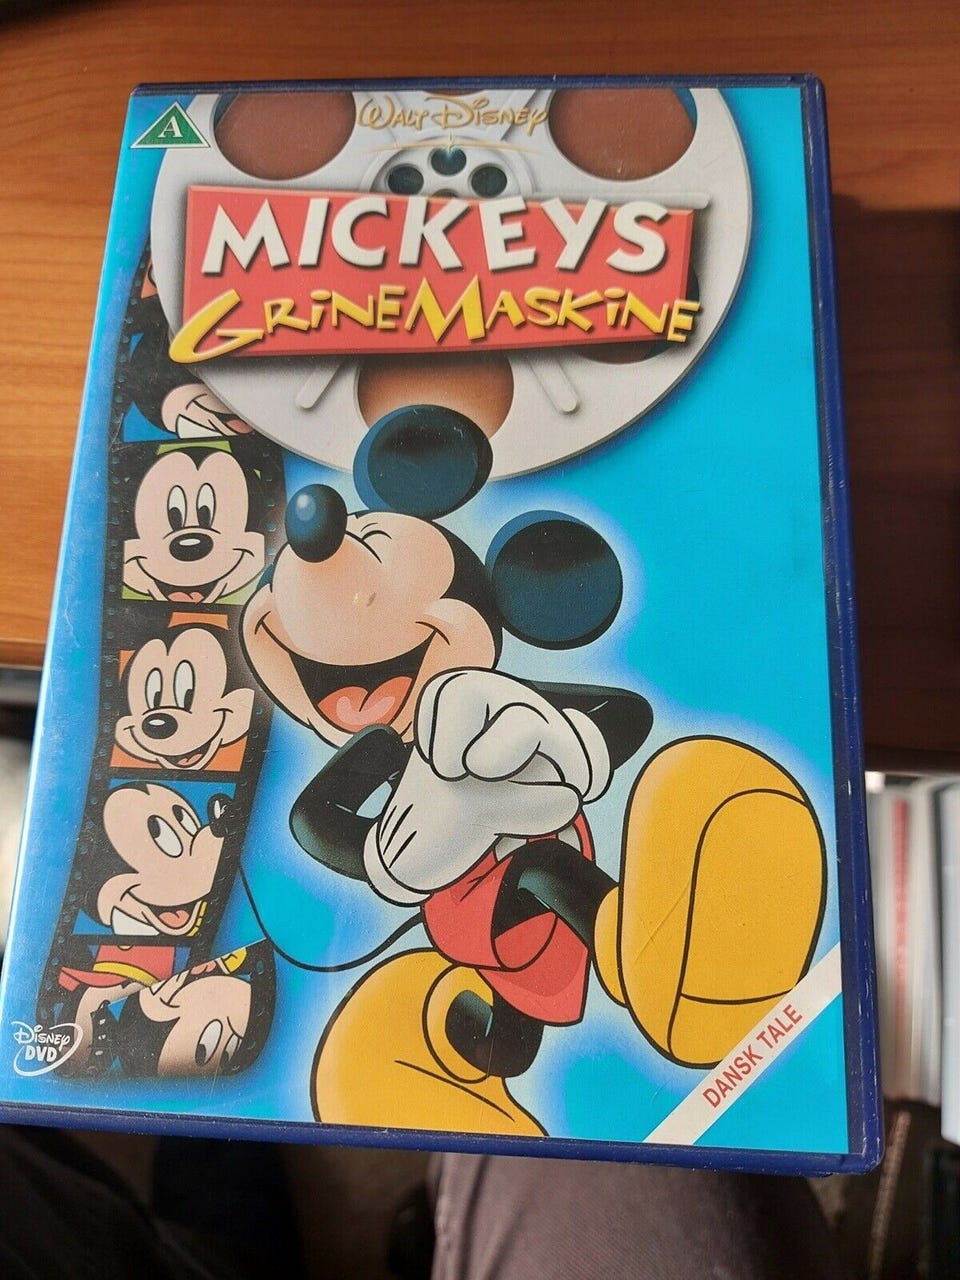 A
WALT DISNEY
MICKEYS
GRINEMASKINE
DISNEY
DVD
DANSK TALE